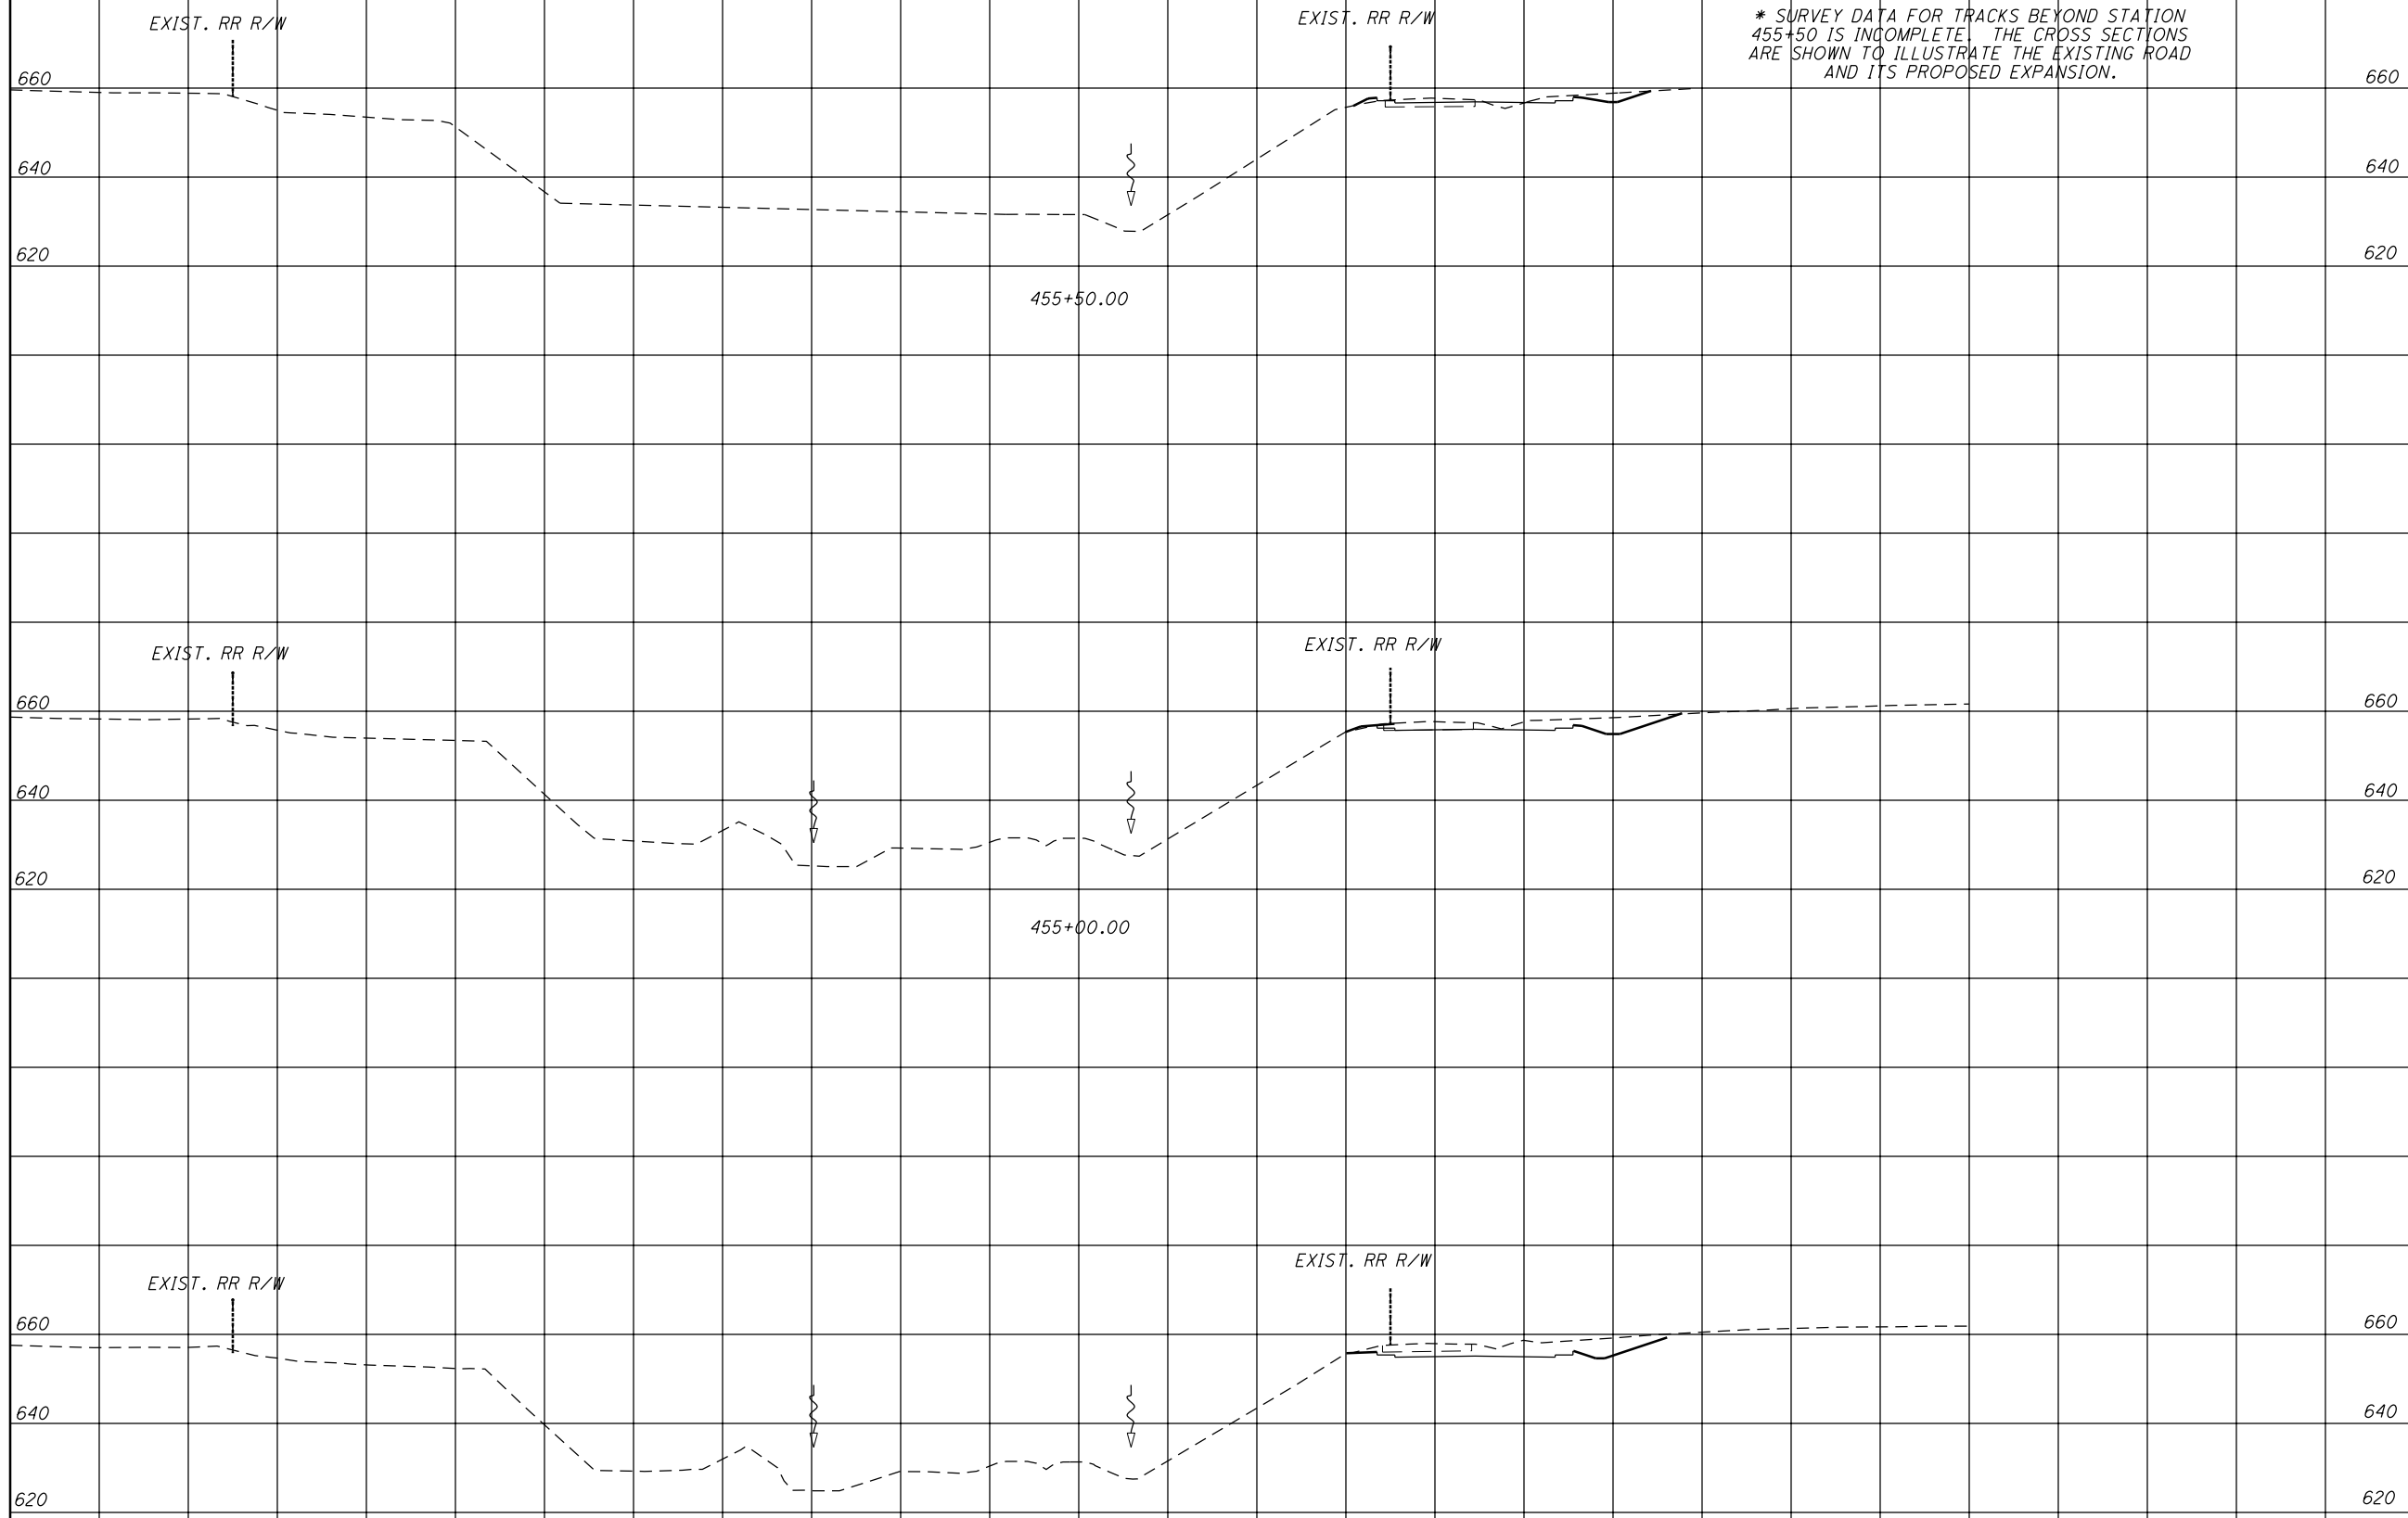 EXIST. RR R/W
EXIST. RR R/W
* SURVEY DATA FOR TRACKS BEYOND STATION
455+50 IS INCOMPLETE. THE CROSS SECTIONS
ARE SHOWN TO ILLUSTRATE THE EXISTING ROAD
AND ITS PROPOSED EXPANSION.
660
660
640
640
620
620
455+50.00
EXIST. RR R/W
EXIST. RR R/W
660
660
640
640
620
620
455+00.00
EXIST. RR R/W
EXIST. RR R/W
660
660
640
640
620
620